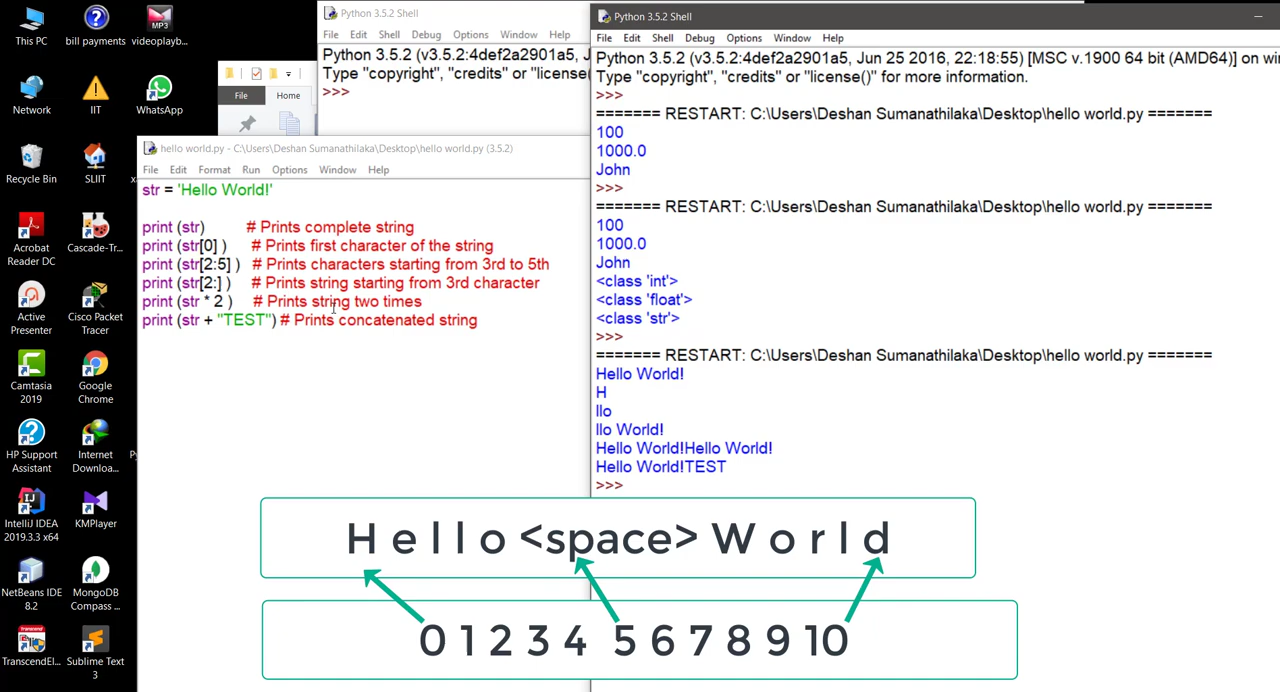 This PC
bill payments
videoplayb...
Network
IIT
WhatsApp
Recycle Bin
SLIIT
Acrobat
Reader DC
Cascade-Tr...
Active
Presenter
Cisco Packet
Tracer
Camtasia
2019
Google
Chrome
HP Support
Assistant
Internet
Downloa...
IntelliJ IDEA
2019.3.3 x64
KMPlayer
NetBeans IDE
8.2
MongoDB
Compass ...
TranscendEl...
Sublime Text
3
File Home
Python 3.5.2 Shell
File Edit Shell Debug Options Window Help
Python 3.5.2 (v3.5.2:4def2a2901a5, J
Type "copyright", "credits" or "license()
>>>
hello world.py - C:\Users\Deshan Sumanathilaka\Desktop\hello world.py (3.5.2)
File Edit Format Run Options Window Help
str = 'Hello World!'
print (str) # Prints complete string
print (str[0] ) # Prints first character of the string
print (str[2:5] ) # Prints characters starting from 3rd to 5th
print (str[2:] ) # Prints string starting from 3rd character
print (str * 2 ) # Prints string two times
print (str + "TEST") # Prints concatenated string
Python 3.5.2 Shell
File Edit Shell Debug Options Window Help
Python 3.5.2 (v3.5.2:4def2a2901a5, Jun 25 2016, 22:18:55) [MSC v.1900 64 bit (AMD64)] on
Type "copyright", "credits" or "license()" for more information.
>>>
======= RESTART: C:\Users\Deshan Sumanathilaka\Desktop\hello world.py =======
100
1000.0
John
>>>
======= RESTART: C:\Users\Deshan Sumanathilaka\Desktop\hello world.py =======
100
1000.0
John
<class 'int'>
<class 'float'>
<class 'str'>
>>>
======= RESTART: C:\Users\Deshan Sumanathilaka\Desktop\hello world.py =======
Hello World!
H
llo
llo World!
Hello World!Hello World!
Hello World!TEST
>>>
H e l l o <space> W o r l d
0 1 2 3 4 5 6 7 8 9 10